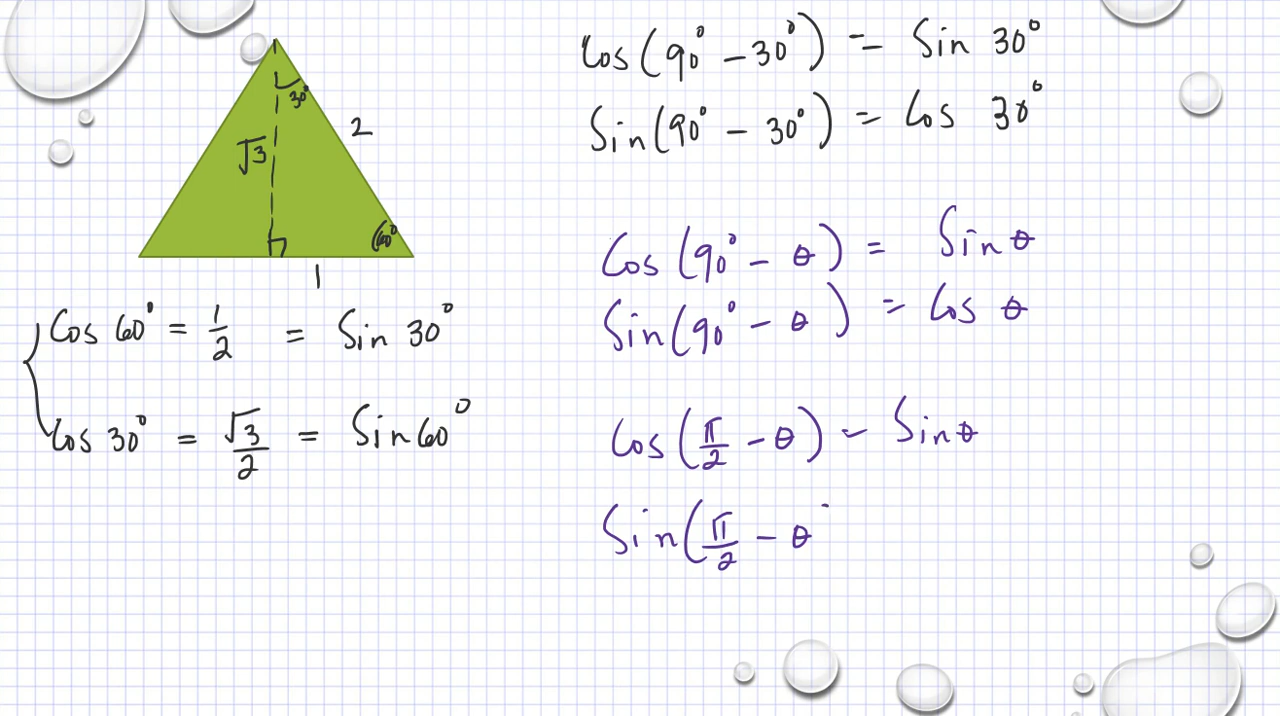 30°
2
√3
60°
1
Cos 60° = 1/2 = Sin 30°
Cos 30° = √3/2 = Sin 60°
Cos(90° − 30°) = Sin 30°
Sin(90° − 30°) = Cos 30°
Cos (90° − θ) = Sin θ
Sin(90° − θ) = Cos θ
Cos(π/2 − θ) − Sin θ
Sin(π/2 − θ